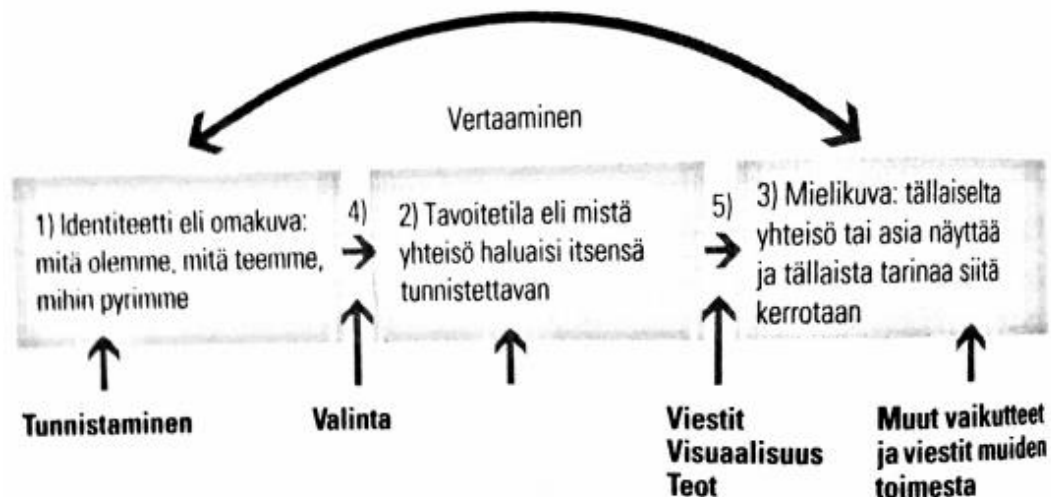 Vertaaminen
1) Identiteetti eli omakuva:
mitä olemme, mitä teemme,
mihin pyrimme
4)
2) Tavoitetila eli mistä
yhteisö haluaisi itsensä
tunnistettavan
5)
3) Mielikuva: tällaiselta
yhteisö tai asia näyttää
ja tällaista tarinaa siitä
kerrotaan
Tunnistaminen
Valinta
Viestit
Visuaalisuus
Teot
Muut vaikutteet
ja viestit muiden
toimesta